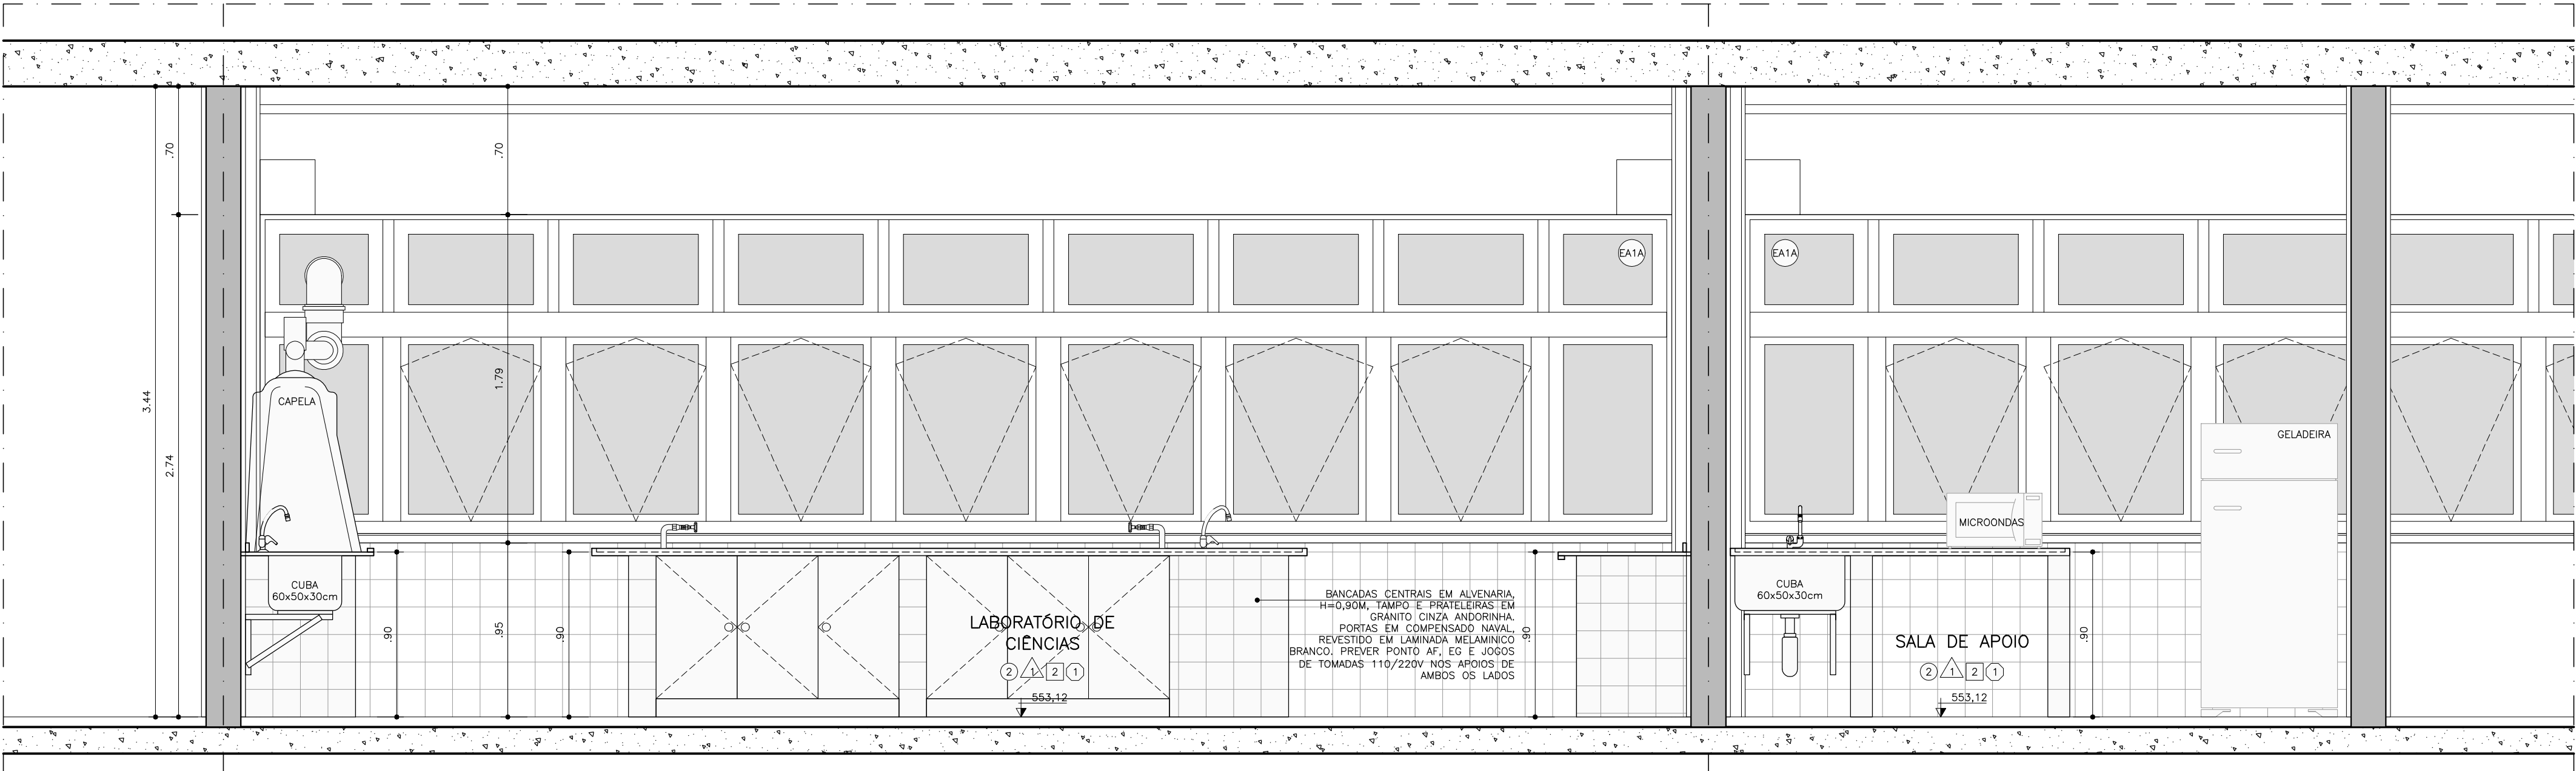 .70
.70
EA1A
EA1A
3.44
2.74
1.79
CAPELA
GELADEIRA
MICROONDAS
CUBA
60x50x30cm
.90
.95
.90
LABORATÓRIO DE
CIÊNCIAS
2 1 2 1
553,12
BANCADAS CENTRAIS EM ALVENARIA,
H=0,90M, TAMPO E PRATELEIRAS EM
GRANITO CINZA ANDORINHA.
PORTAS EM COMPENSADO NAVAL,
REVESTIDO EM LAMINADA MELAMINICO
BRANCO. PREVER PONTO AF, EG E JOGOS
DE TOMADAS 110/220V NOS APOIOS DE
AMBOS OS LADOS
.90
CUBA
60x50x30cm
SALA DE APOIO
2 1 2 1
553,12
.90